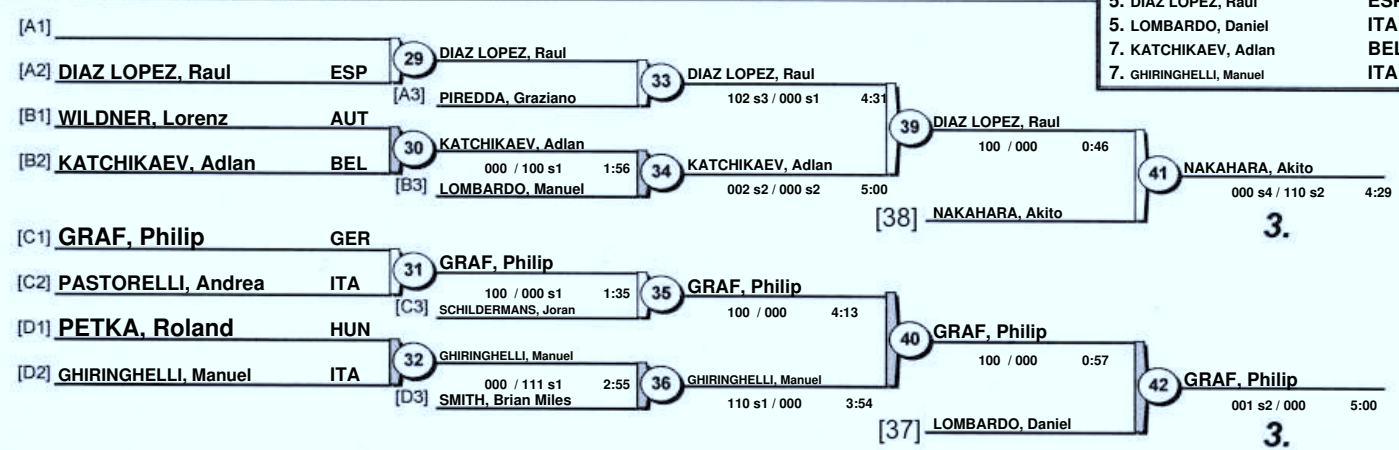 5. DIAZ LOPEZ, Raul ESP
5. LOMBARDO, Daniel ITA
7. KATCHIKAEV, Adlan BEL
7. GHIRINGHELLI, Manuel ITA
[A1]
[A2] DIAZ LOPEZ, Raul ESP
29 DIAZ LOPEZ, Raul
[A3] PIREDDA, Graziano
33 DIAZ LOPEZ, Raul
102 s3 / 000 s1 4:31
[B1] WILDNER, Lorenz AUT
[B2] KATCHIKAEV, Adlan BEL
30 KATCHIKAEV, Adlan
000 / 100 s1 1:56
[B3] LOMBARDO, Manuel
34 KATCHIKAEV, Adlan
002 s2 / 000 s2 5:00
39 DIAZ LOPEZ, Raul
100 / 000 0:46
[38] NAKAHARA, Akito
41 NAKAHARA, Akito
000 s4 / 110 s2 4:29
3.
[C1] GRAF, Philip GER
[C2] PASTORELLI, Andrea ITA
31 GRAF, Philip
100 / 000 s1 1:35
[C3] SCHILDERMANS, Joran
35 GRAF, Philip
100 / 000 4:13
[D1] PETKA, Roland HUN
[D2] GHIRINGHELLI, Manuel ITA
32 GHIRINGHELLI, Manuel
000 / 111 s1 2:55
[D3] SMITH, Brian Miles
36 GHIRINGHELLI, Manuel
110 s1 / 000 3:54
40 GRAF, Philip
100 / 000 0:57
[37] LOMBARDO, Daniel
42 GRAF, Philip
001 s2 / 000 5:00
3.